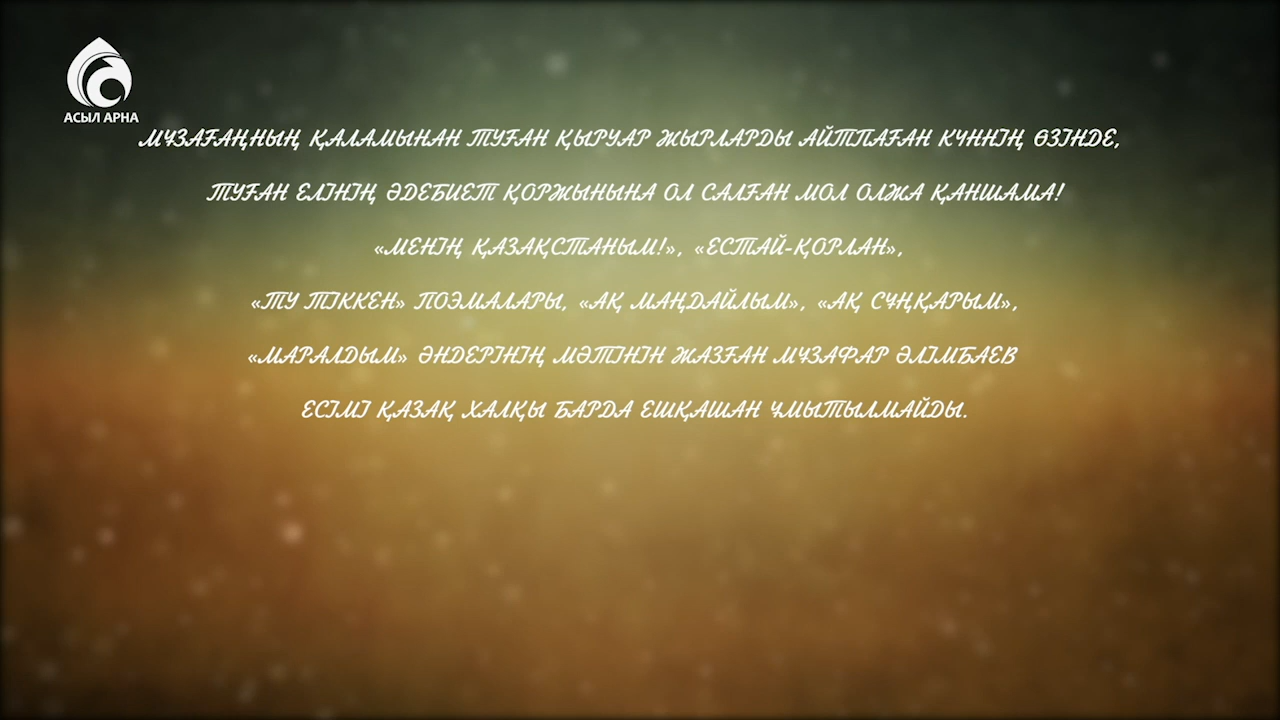 АСЫЛ АРНА
МҰЗАҒАҢНЫҢ ҚАЛАМЫНАН ТУҒАН ҚЫРУАР ЖЫРЛАРДЫ АЙТПАҒАН КҮННІҢ ӨЗІНДЕ,
ТУҒАН ЕЛІНІҢ ӘДЕБИЕТ ҚОРЖЫНЫНА ОЛ САЛҒАН МОЛ ОЛЖА ҚАНШАМА!
«МЕНІҢ ҚАЗАҚСТАНЫМ!», «ЕСТАЙ-ҚОРЛАН»,
«ТУ ТІККЕН» ПОЭМАЛАРЫ, «АҚ МАҢДАЙЛЫМ», «АҚ СҰҢҚАРЫМ»,
«МАРАЛДЫМ» ӘНДЕРІНІҢ МӘТІНІН ЖАЗҒАН МҰЗАФАР ӘЛІМБАЕВ
ЕСІМІ ҚАЗАҚ ХАЛҚЫ БАРДА ЕШҚАШАН ҰМЫТЫЛМАЙДЫ.